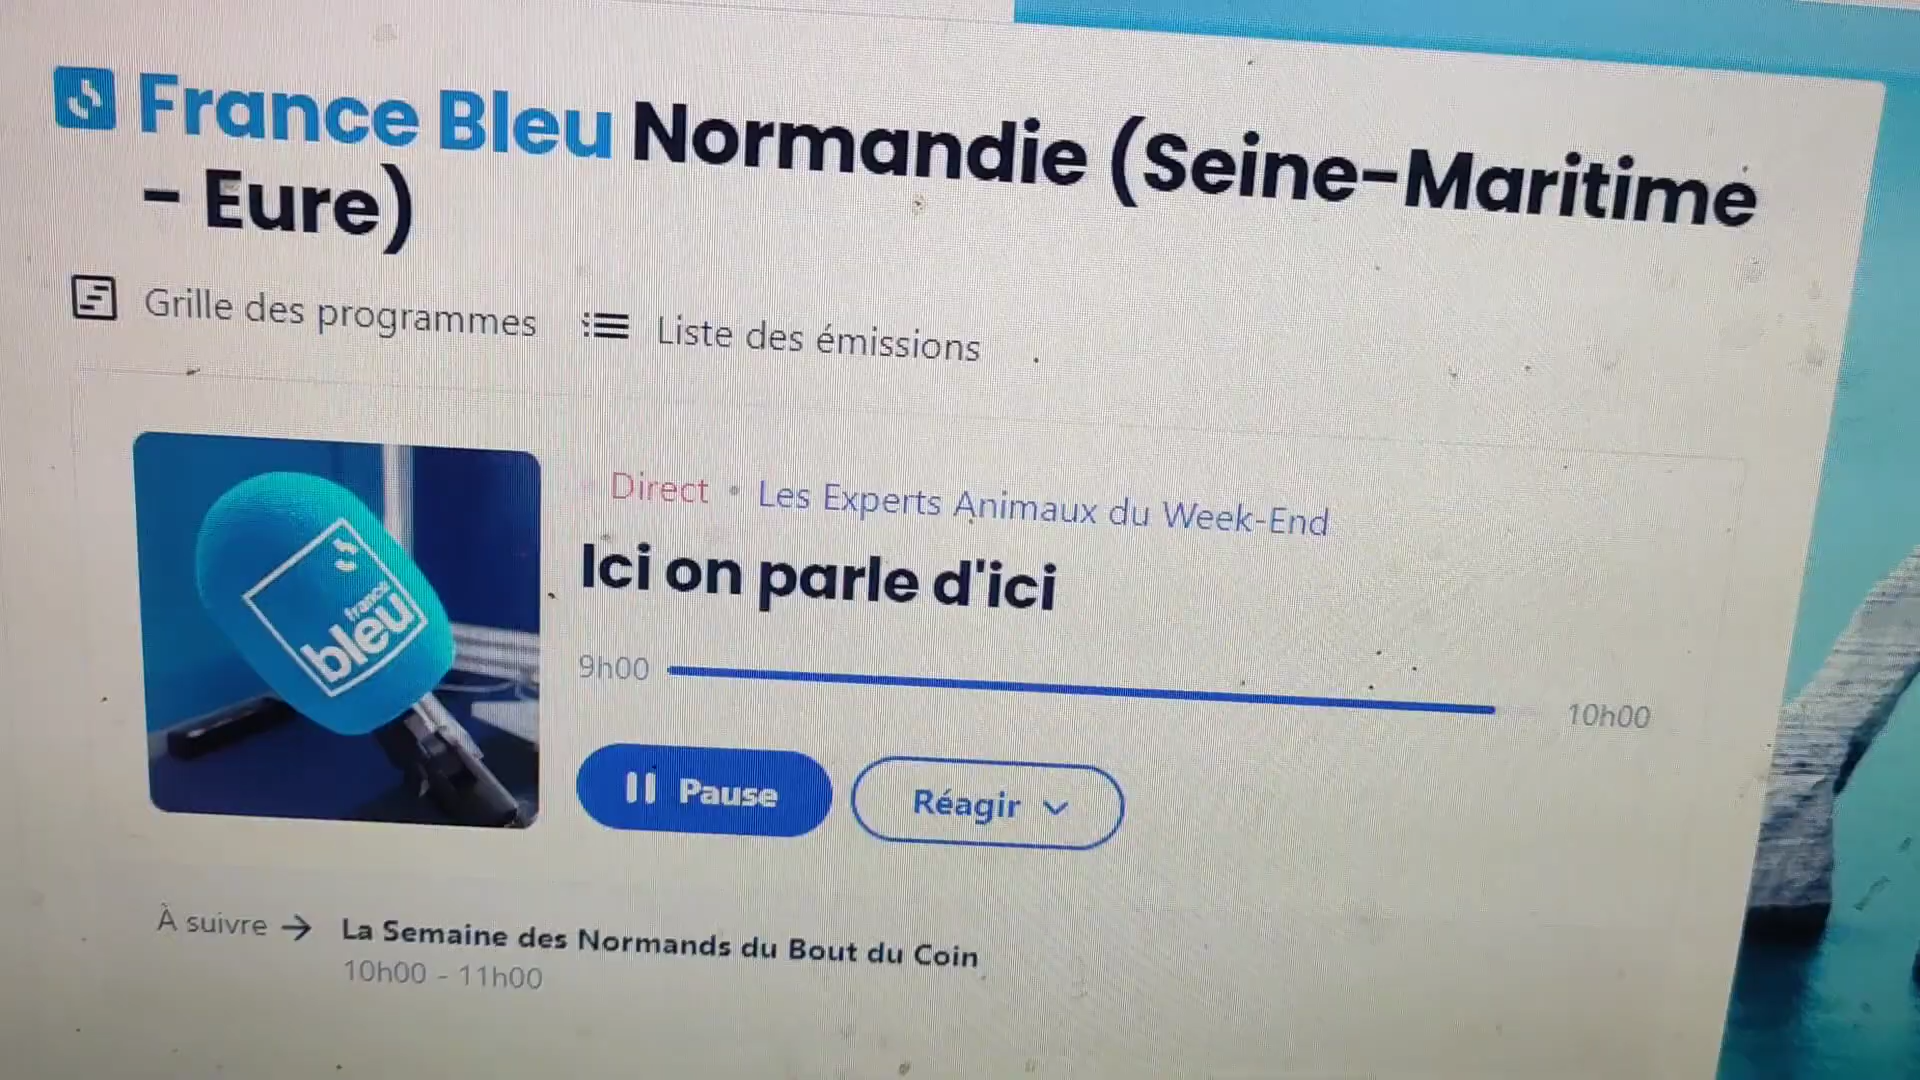 France Bleu Normandie (Seine-Maritime
- Eure)
Grille des programmes Liste des émissions
france
bleu
Direct • Les Experts Animaux du Week-End
Ici on parle d'ici
9h00 10h00
Pause Réagir
À suivre → La Semaine des Normands du Bout du Coin
10h00 - 11h00